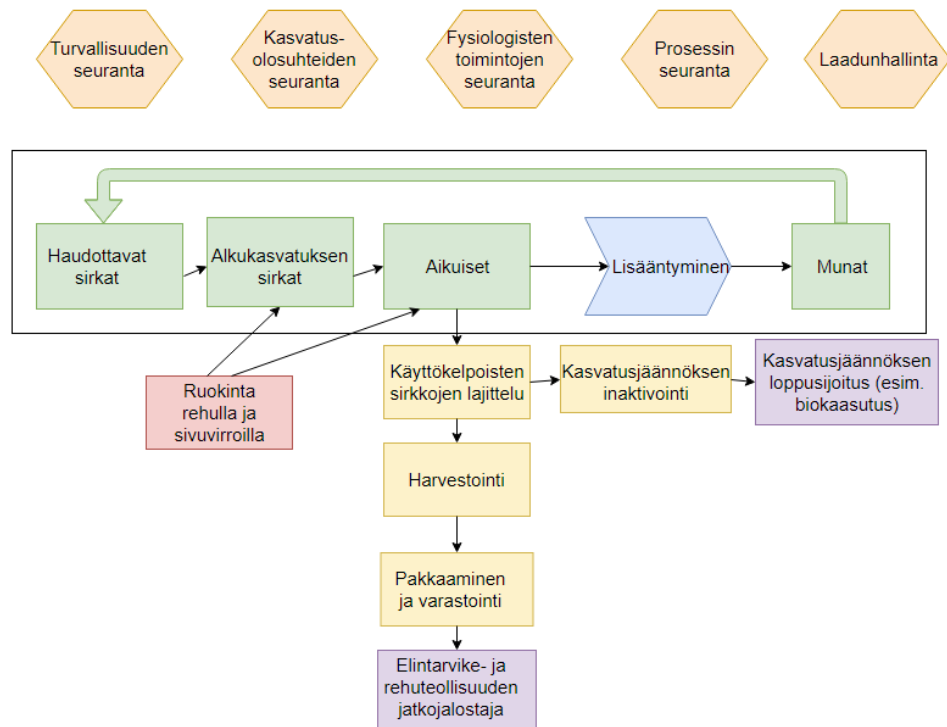 Turvallisuuden
seuranta
Kasvatus-
olosuhteiden
seuranta
Fysiologisten
toimintojen
seuranta
Prosessin
seuranta
Laadunhallinta
Haudottavat
sirkat
Alkukasvatuksen
sirkat
Aikuiset
Lisääntyminen
Munat
Ruokinta
rehulla ja
sivuvirroilla
Käyttökelpoisten
sirkkojen lajittelu
Kasvatusjäännöksen
inaktivointi
Kasvatusjäännöksen
loppusijoitus (esim.
biokaasutus)
Harvestointi
Pakkaaminen
ja varastointi
Elintarvike- ja
rehuteollisuuden
jatkojalostaja